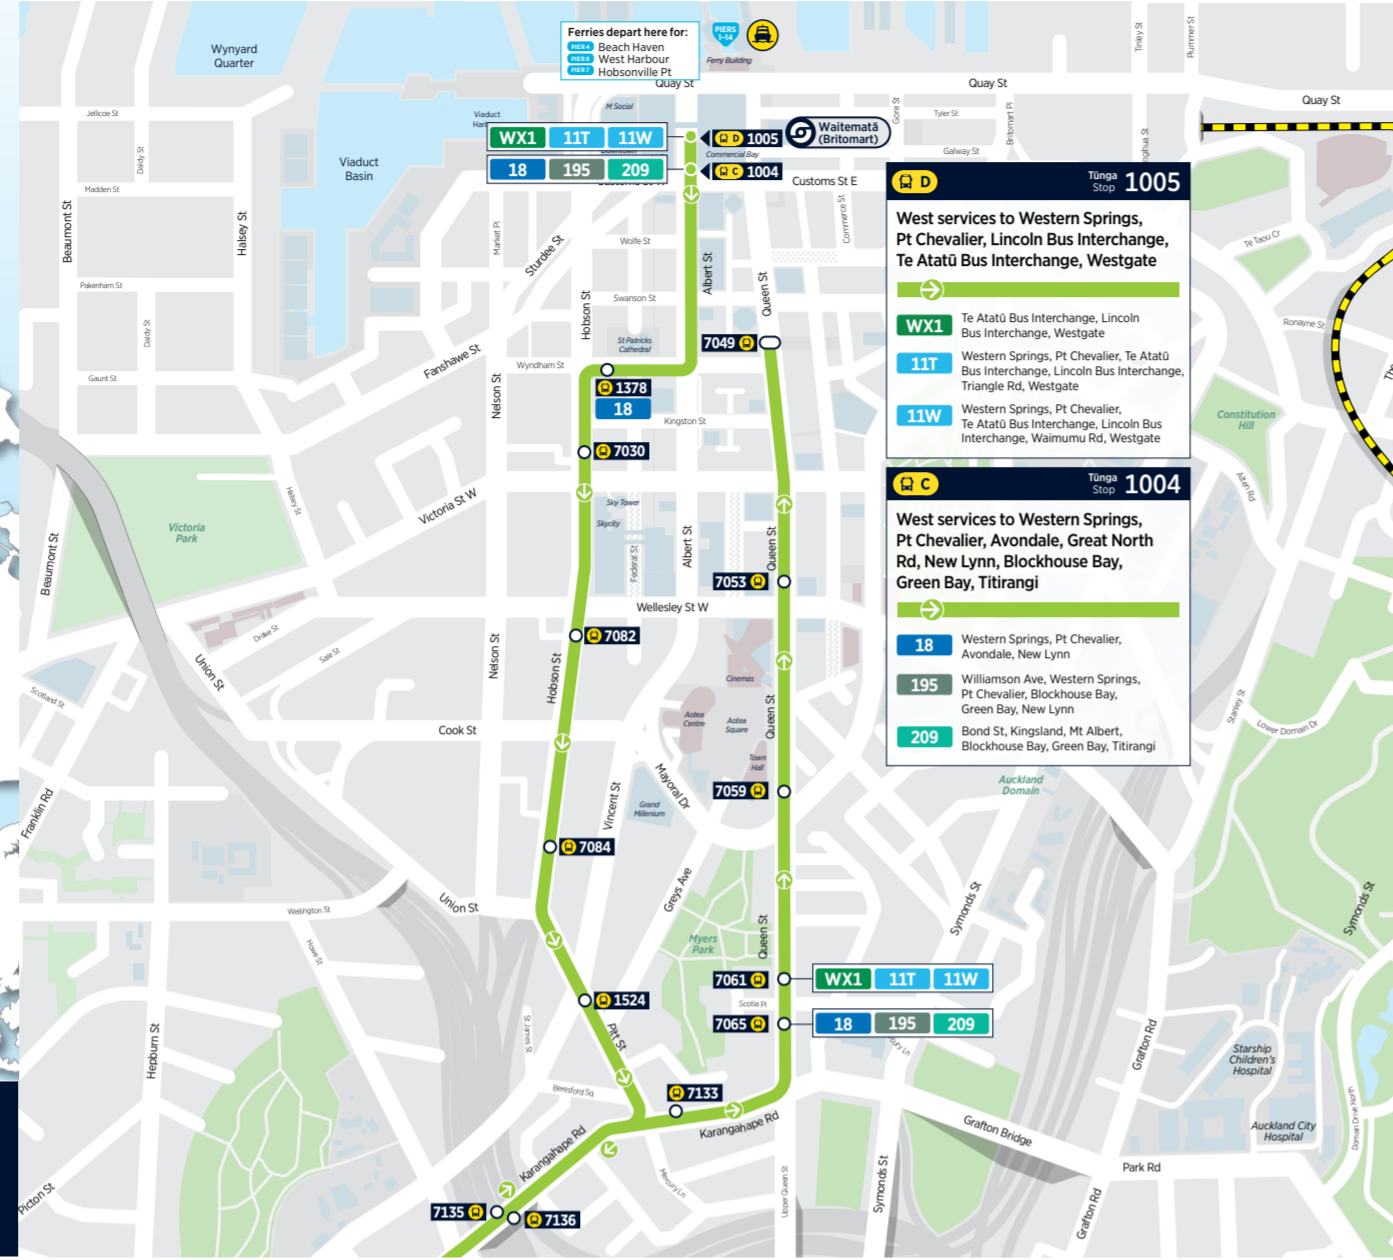 Ferries depart here for:
PIER 4 Beach Haven
PIER 6 West Harbour
PIER 7 Hobsonville Pt
PIERS
1-14
Ferry Building
Wynyard
Quarter
Quay St
Quay St
Quay St
Tinley St
Plummer St
Jellicoe St
Daldy St
Viaduct
M Social
Gore St
Tyler St
Britomart Pl
Galway St
WX1 11T 11W
D 1005
Waitematā
(Britomart)
Commercial Bay
18 195 209
C 1004
Customs St E
Viaduct
Basin
Madden St
Beaumont St
Halsey St
Market Pl
Sturdee St
Wolfe St
Commerce St
Te Taou Cr
Pakenham St
Albert St
Queen St
Swanson St
Hobson St
St Patricks
Cathedral
Daldy St
Fanshawe St
7049
Ronayne St
Gaunt St
Nelson St
Wyndham St
1378
18
Kingston St
7030
Constitution
Hill
D
Tūnga
Stop 1005
West services to Western Springs,
Pt Chevalier, Lincoln Bus Interchange,
Te Atatū Bus Interchange, Westgate
WX1 Te Atatū Bus Interchange, Lincoln
Bus Interchange, Westgate
11T Western Springs, Pt Chevalier, Te Atatū
Bus Interchange, Lincoln Bus Interchange,
Triangle Rd, Westgate
11W Western Springs, Pt Chevalier,
Te Atatū Bus Interchange, Lincoln Bus
Interchange, Waimumu Rd, Westgate
C
Tūnga
Stop 1004
West services to Western Springs,
Pt Chevalier, Avondale, Great North
Rd, New Lynn, Blockhouse Bay,
Green Bay, Titirangi
18 Western Springs, Pt Chevalier,
Avondale, New Lynn
195 Williamson Ave, Western Springs,
Pt Chevalier, Blockhouse Bay,
Green Bay, New Lynn
209 Bond St, Kingsland, Mt Albert,
Blockhouse Bay, Green Bay, Titirangi
Anzac Rd
Halsey St
Victoria St W
Victoria
Park
Sky Tower
Skycity
Federal St
Albert St
Queen St
Beaumont St
7053
Wellesley St W
Drake St
Sale St
7082
Union St
Nelson St
Hobson St
Cinemas
Scotland St
Aotea
Centre
Aotea
Square
Queen St
Stanley St
Lower Domain Dr
Cook St
Town
Hall
Mayoral Dr
7059
Auckland
Domain
Franklin Rd
Vincent St
Grand
Millenium
7084
Greys Ave
Union St
Wellington St
Symonds St
Symonds St
Howe St
Myers
Park
Queen St
7061 WX1 11T 11W
1524
Scotia Pl
7065 18 195 209
Hepburn St
St James St
Pitt St
Grafton Rd
Starship
Children's
Hospital
Beresford Sq
7133
Karangahape Rd
Karangahape Rd
Grafton Bridge
Auckland City
Hospital
Domain Drive North
Park Rd
Picton St
Mercury Ln
Upper Queen St
Symonds St
Grafton Rd
7135
7136